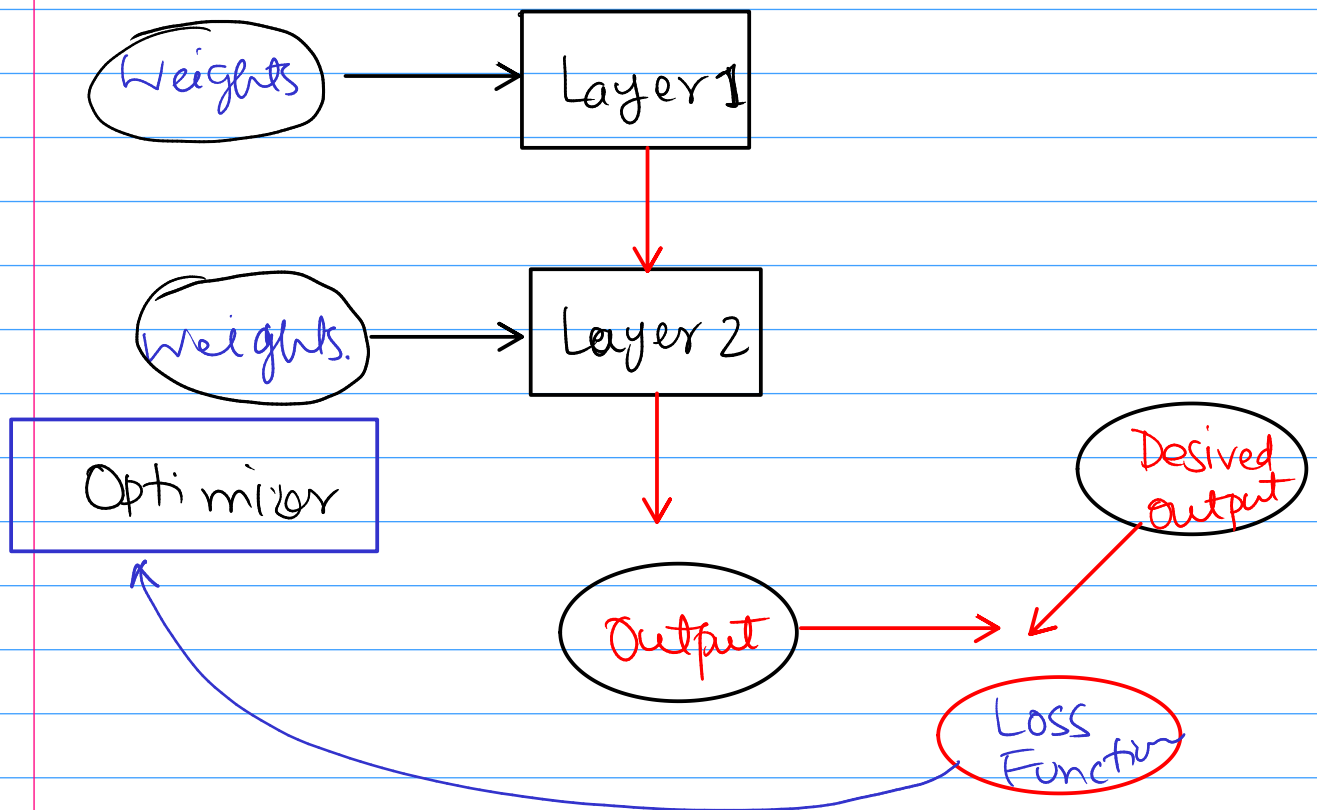 Weights
Layer 1
Weights.
Layer 2
Optimizer
Desired
output
Output
Loss
Function